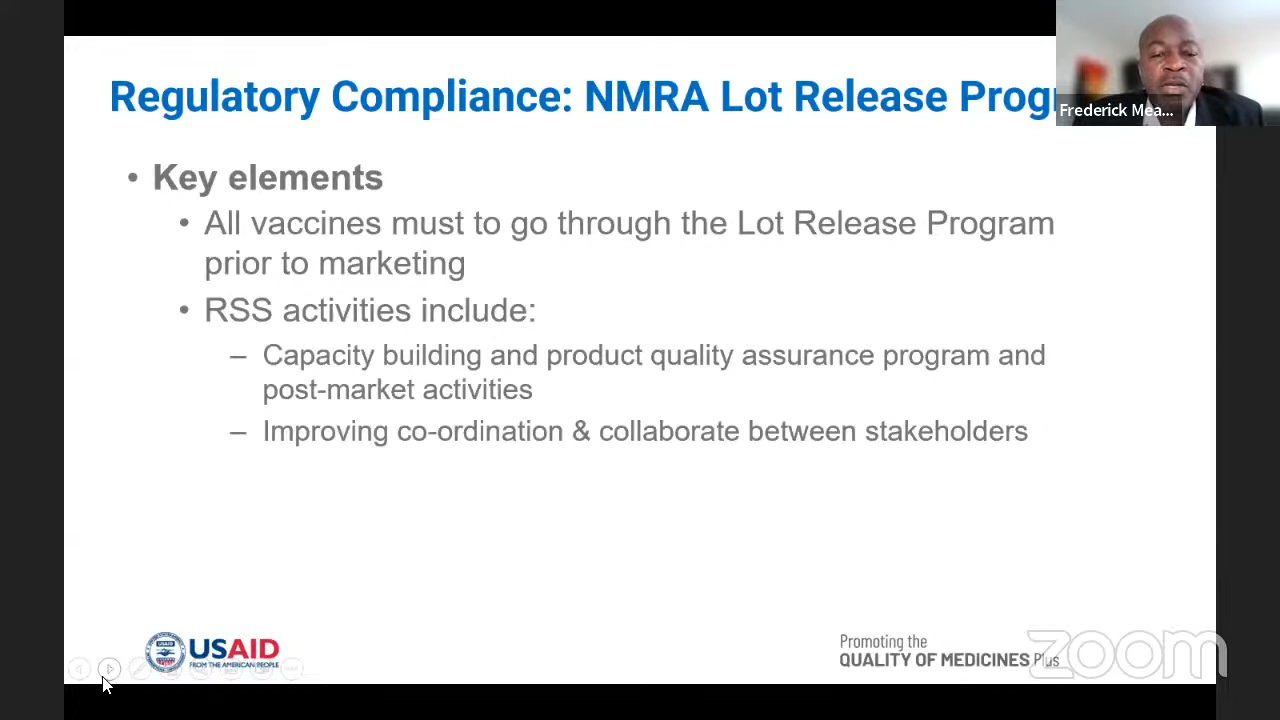 Regulatory Compliance: NMRA Lot Release Progr
Frederick Mea...
• Key elements
• All vaccines must to go through the Lot Release Program
prior to marketing
• RSS activities include:
– Capacity building and product quality assurance program and
post-market activities
– Improving co-ordination & collaborate between stakeholders
USAID
FROM THE AMERICAN PEOPLE
Promoting the
QUALITY OF MEDICINES Plus
zoom